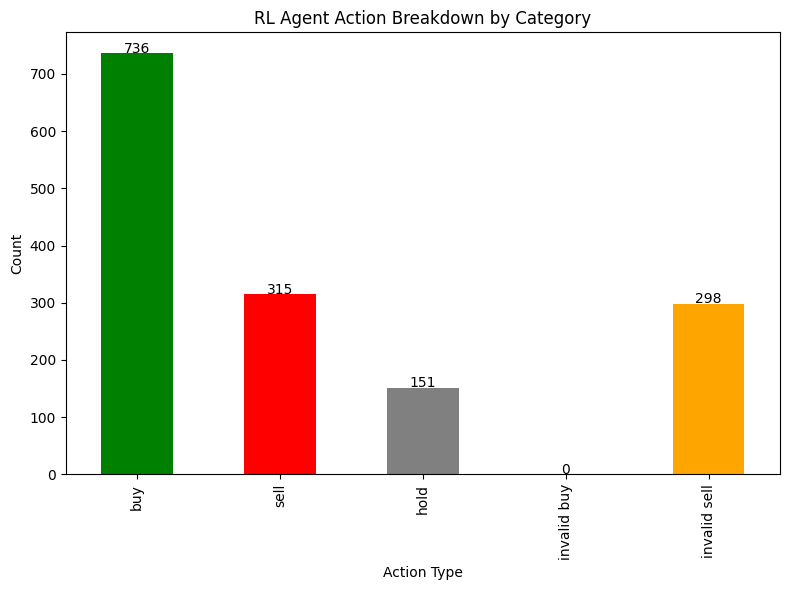 RL Agent Action Breakdown by Category
736
315
151
0
298
700
600
500
400
300
200
100
0
Count
buy
sell
hold
invalid buy
invalid sell
Action Type